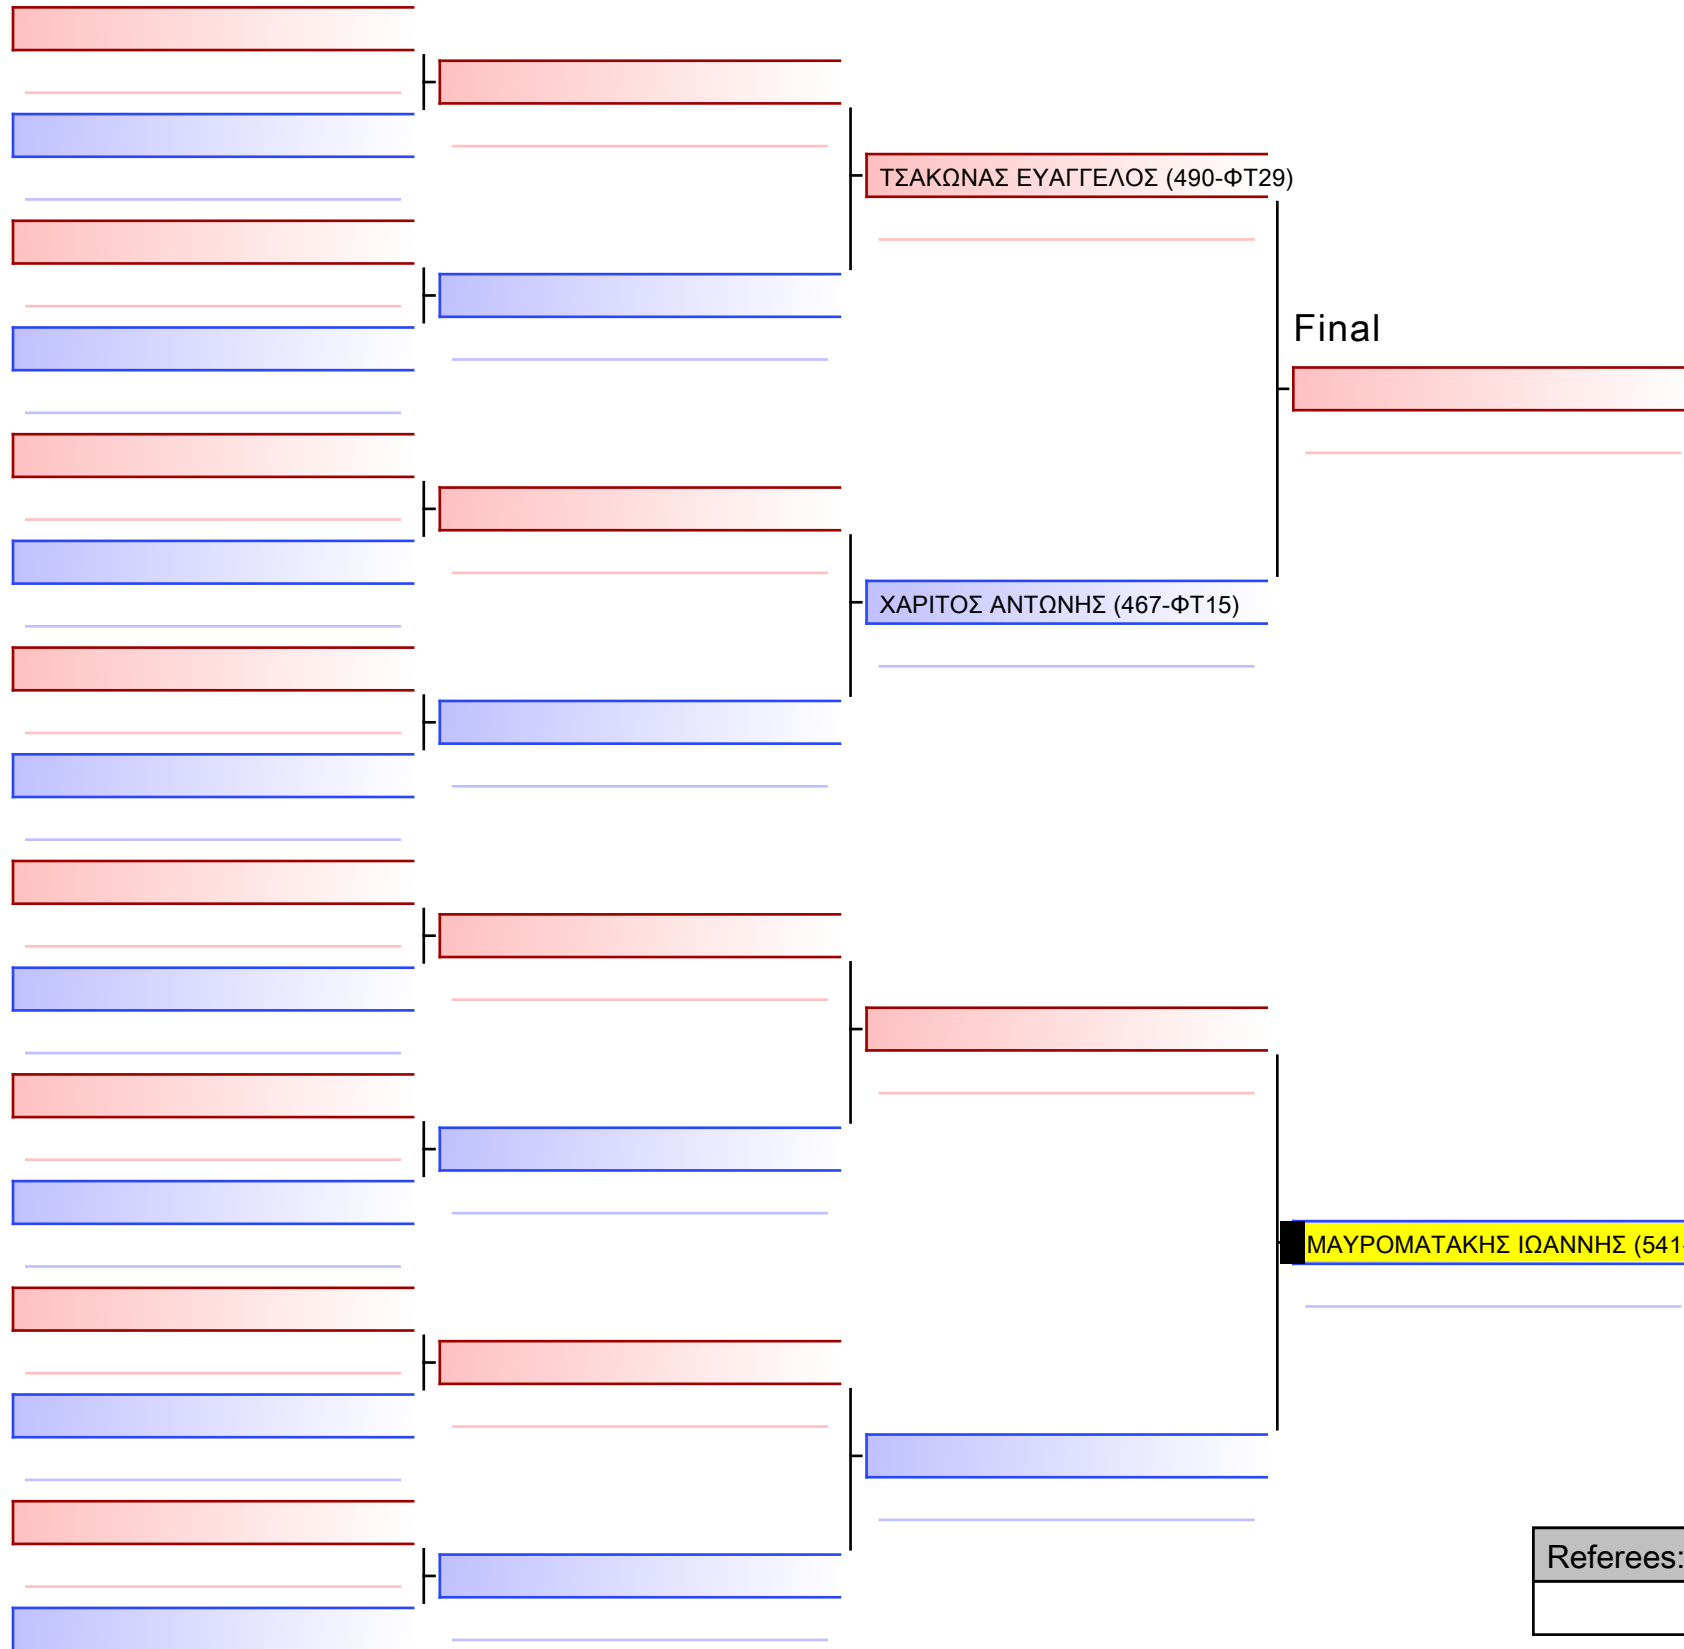 ΤΣΑΚΩΝΑΣ ΕΥΑΓΓΕΛΟΣ (490-ΦΤ29)
Final
ΧΑΡΙΤΟΣ ΑΝΤΩΝΗΣ (467-ΦΤ15)
ΜΑΥΡΟΜΑΤΑΚΗΣ ΙΩΑΝΝΗΣ (541-
Referees: